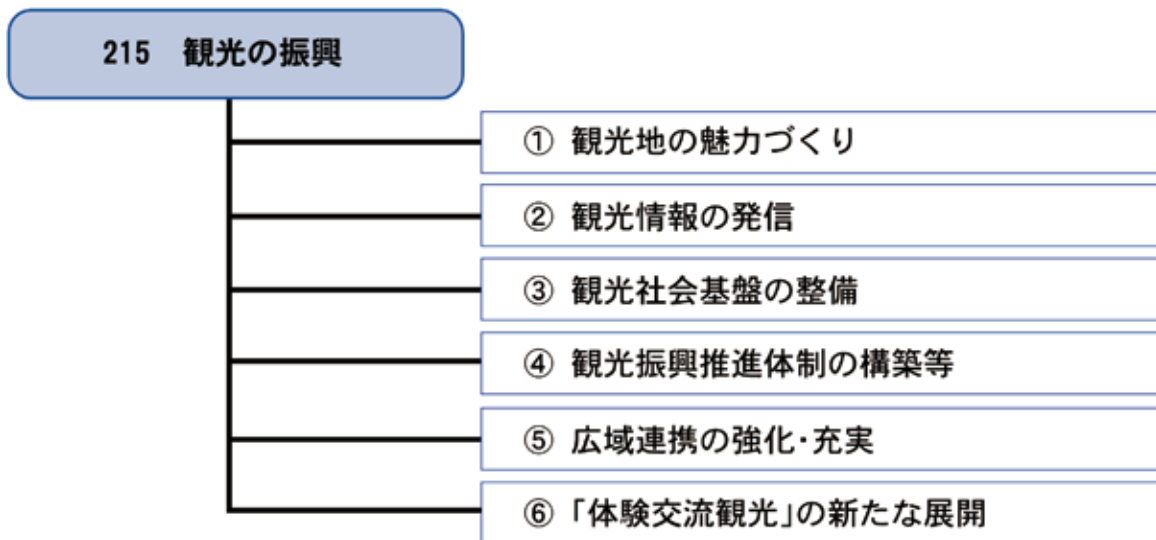 215　観光の振興
① 観光地の魅力づくり
② 観光情報の発信
③ 観光社会基盤の整備
④ 観光振興推進体制の構築等
⑤ 広域連携の強化・充実
⑥ 「体験交流観光」の新たな展開